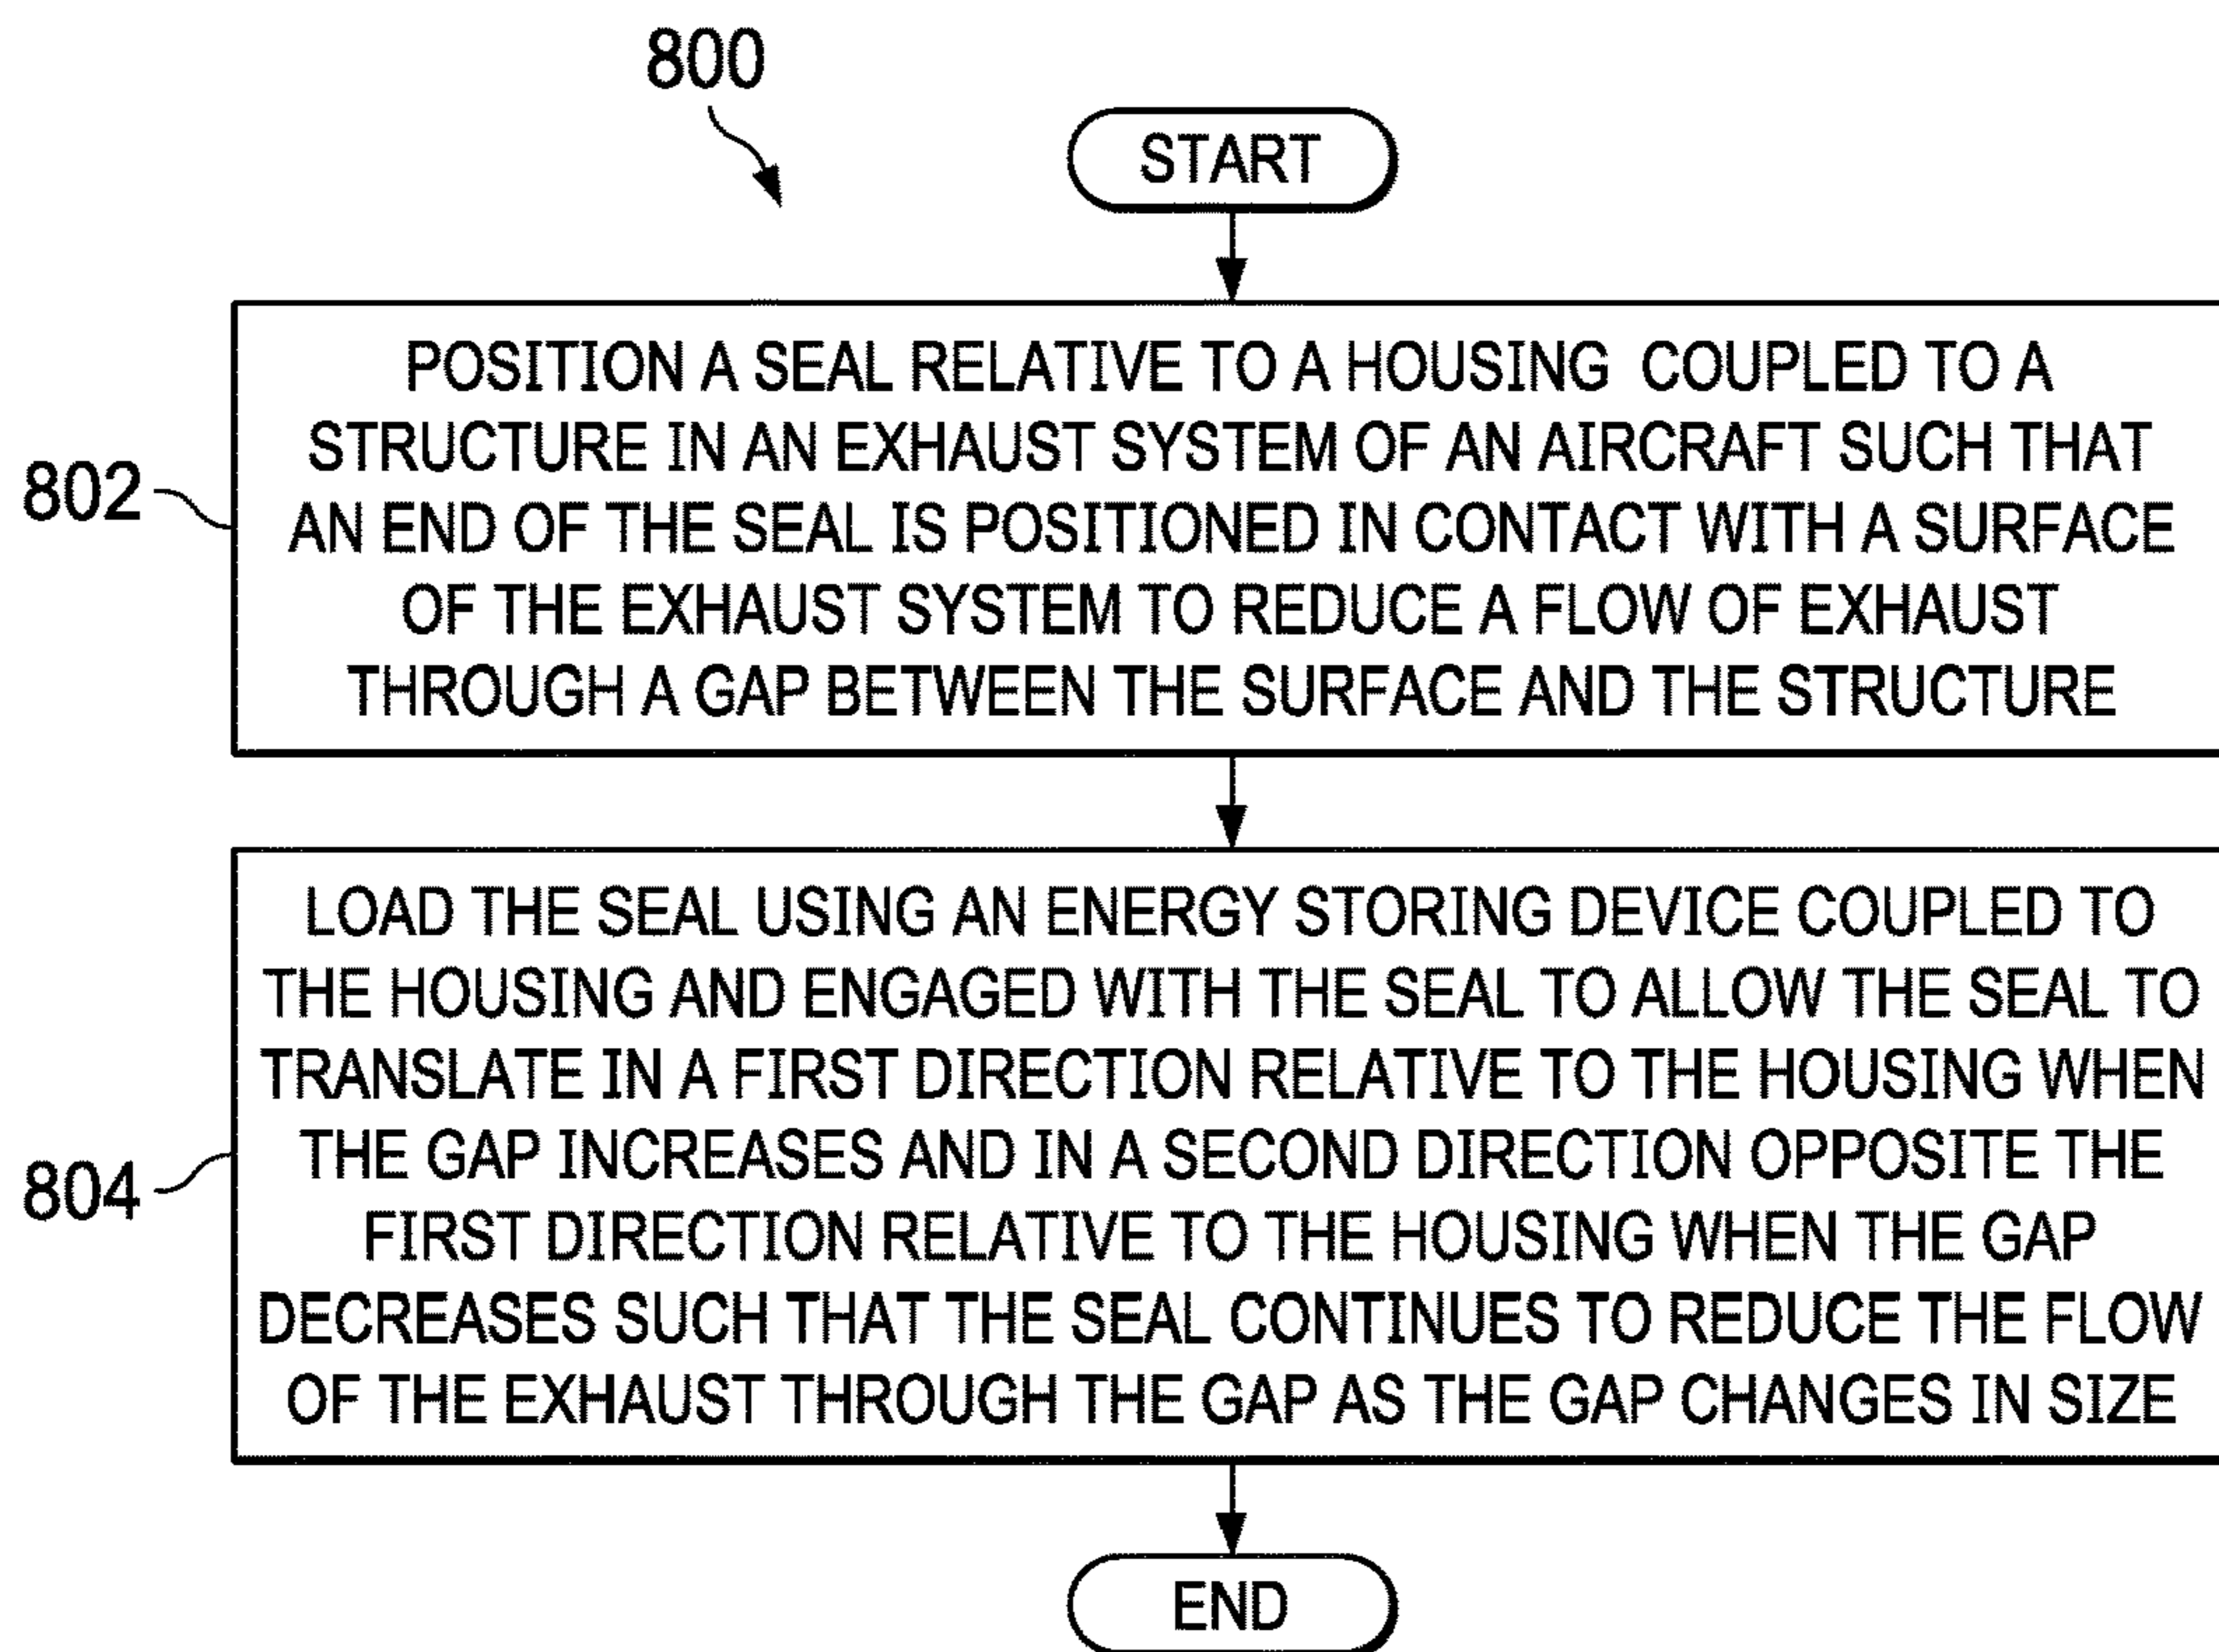 800
START
802
POSITION A SEAL RELATIVE TO A HOUSING COUPLED TO A
STRUCTURE IN AN EXHAUST SYSTEM OF AN AIRCRAFT SUCH THAT
AN END OF THE SEAL IS POSITIONED IN CONTACT WITH A SURFACE
OF THE EXHAUST SYSTEM TO REDUCE A FLOW OF EXHAUST
THROUGH A GAP BETWEEN THE SURFACE AND THE STRUCTURE
804
LOAD THE SEAL USING AN ENERGY STORING DEVICE COUPLED TO
THE HOUSING AND ENGAGED WITH THE SEAL TO ALLOW THE SEAL TO
TRANSLATE IN A FIRST DIRECTION RELATIVE TO THE HOUSING WHEN
THE GAP INCREASES AND IN A SECOND DIRECTION OPPOSITE THE
FIRST DIRECTION RELATIVE TO THE HOUSING WHEN THE GAP
DECREASES SUCH THAT THE SEAL CONTINUES TO REDUCE THE FLOW
OF THE EXHAUST THROUGH THE GAP AS THE GAP CHANGES IN SIZE
END